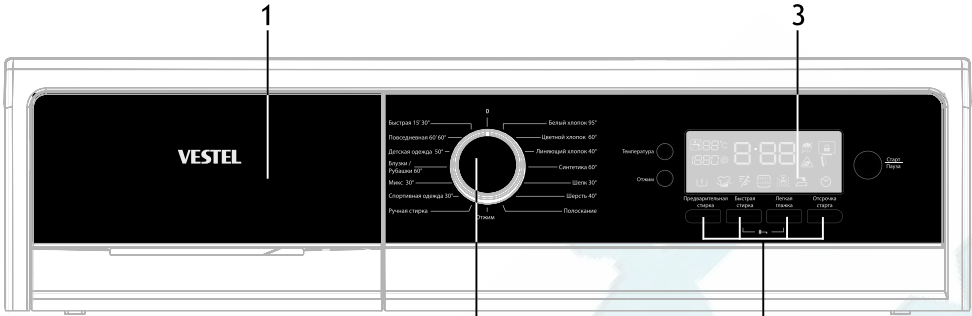 1
3
VESTEL
0
Быстрая 15' 30°
Повседневная 60'60°
Детская одежда 50°
Блузки /
Рубашки 60°
Микс 30°
Спортивная одежда 30°
Ручная стирка
Отжим
Белый хлопок 95°
Цветной хлопок 60°
Линяющий хлопок 40°
Синтетика 60°
Шелк 30°
Шерсть 40°
Полоскание
Температура
Отжим
Предварительная
стирка
Быстрая
стирка
Легкая
глажка
Отсрочка
старта
Старт
Пауза